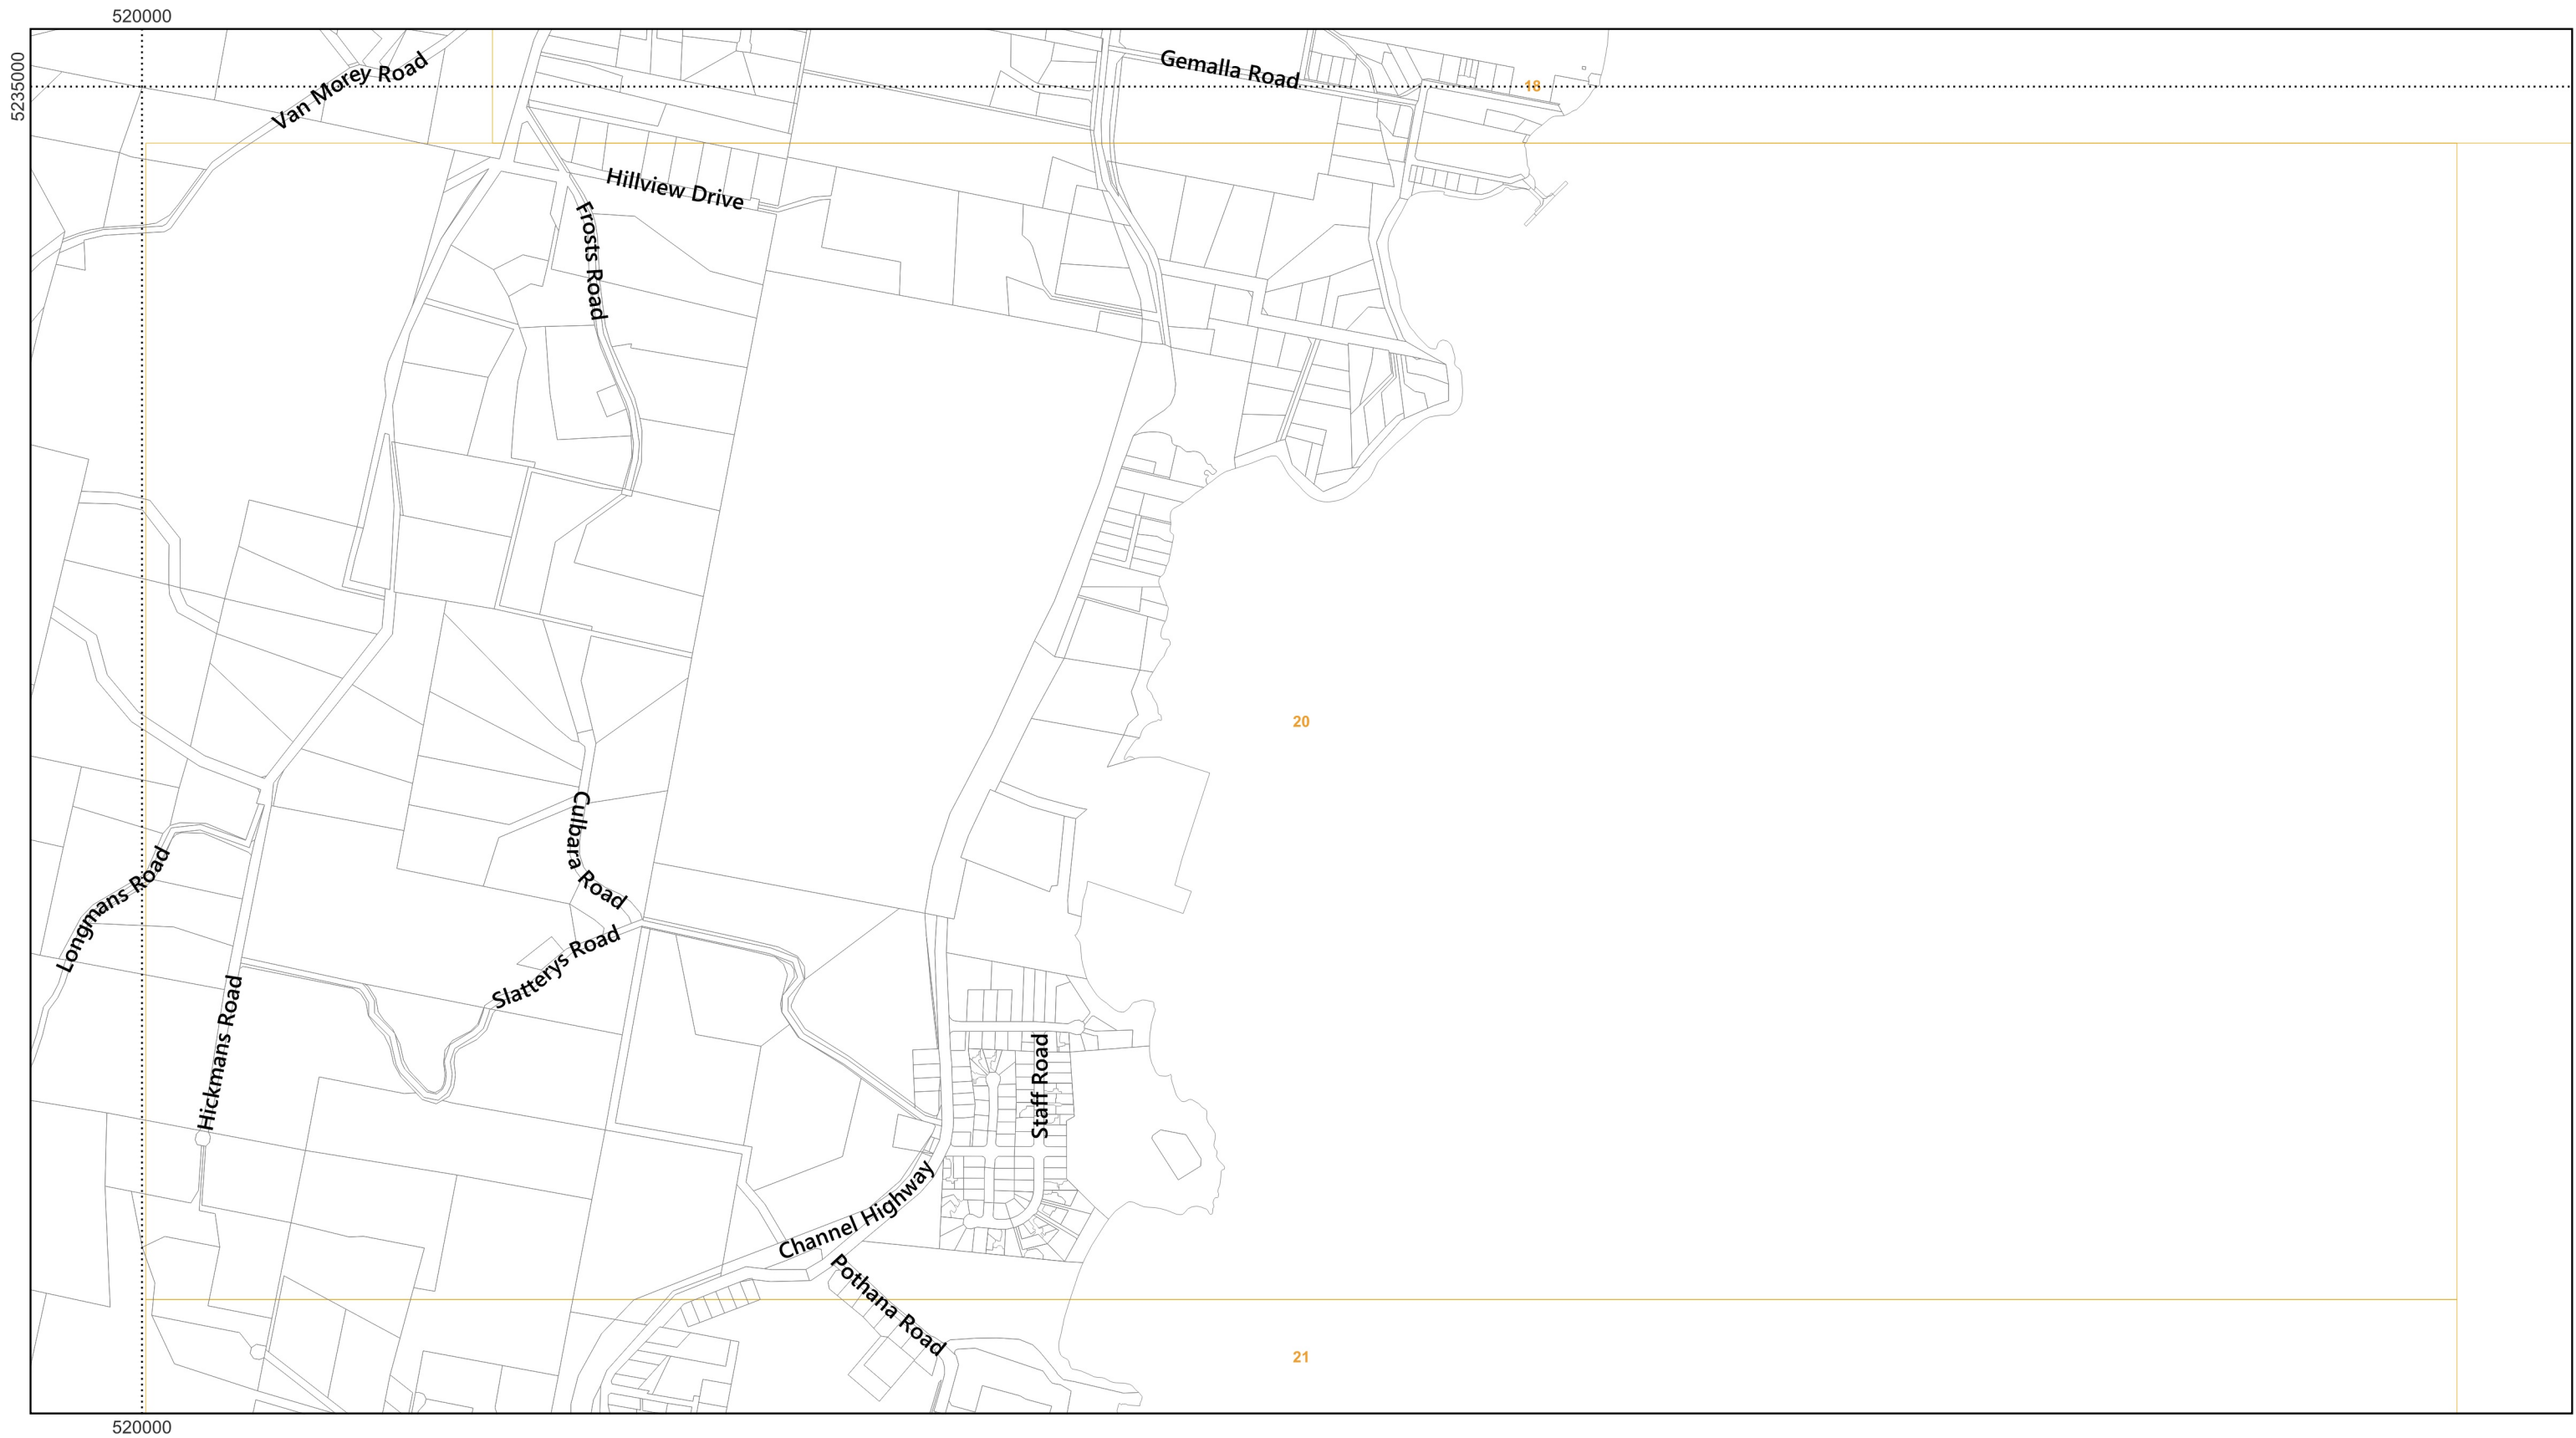 520000
5235000
Van Morey Road
Gemalla Road
18
Hillview Drive
Frosts Road
20
Culbara Road
Longmans Road
Slatterys Road
Hickmans Road
Staff Road
Channel Highway
Pothana Road
21
520000